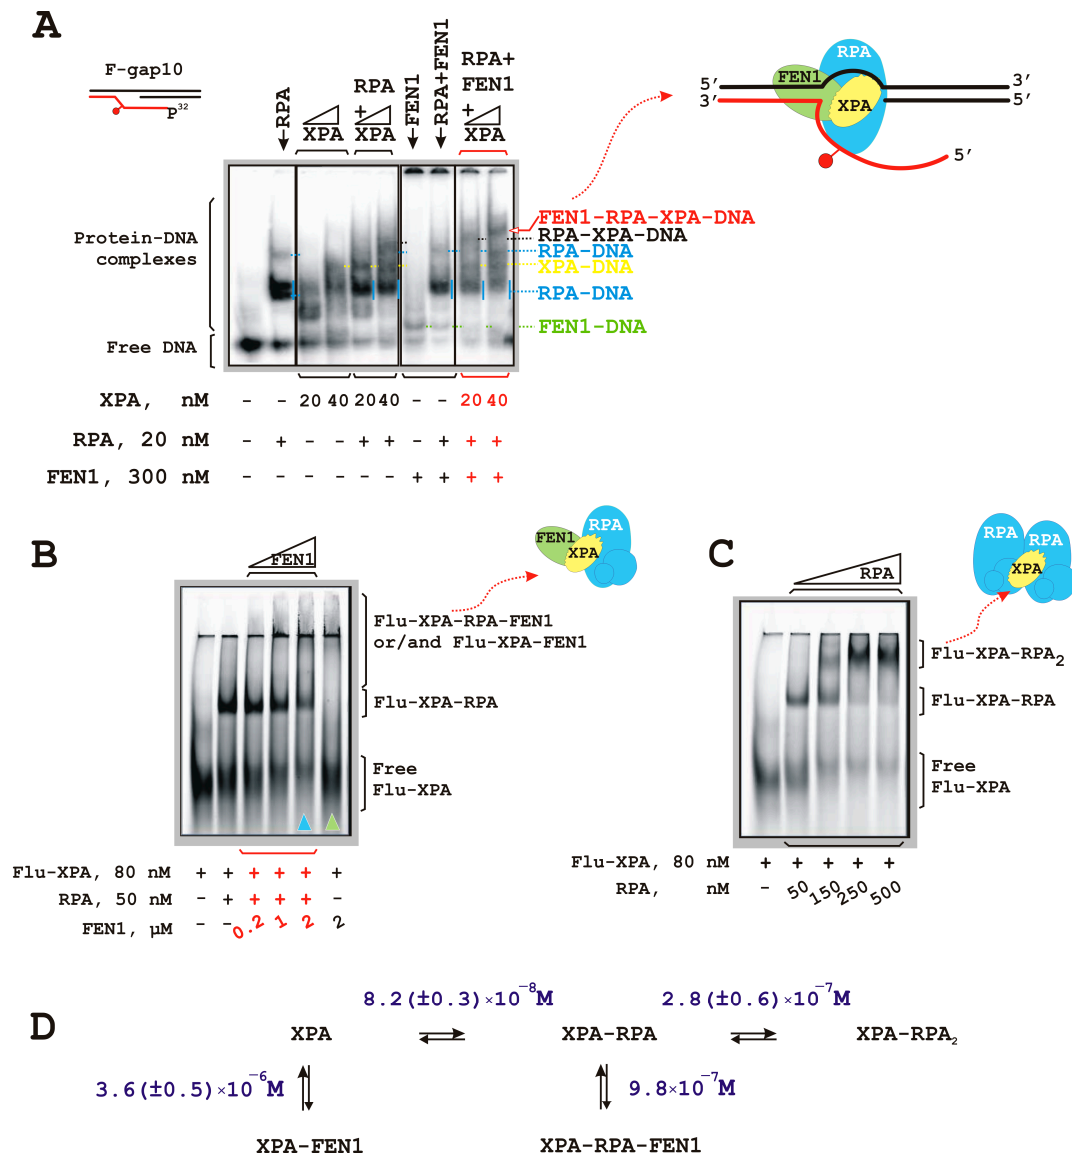 A
F-gap10
P32
RPA
XPA
RPA
+
XPA
FEN1
RPA+FEN1
RPA+
FEN1
+
XPA
RPA
FEN1
XPA
5′ 3′
3′ 5′
5′
Protein-DNA
complexes
Free DNA
FEN1-RPA-XPA-DNA
RPA-XPA-DNA
RPA-DNA
XPA-DNA
RPA-DNA
FEN1-DNA
XPA, nM - - 20 40 20 40 - - 20 40
RPA, 20 nM - + - - + + - + + +
FEN1, 300 nM - - - - - - + + + +
B
FEN1
FEN1
RPA
XPA
Flu-XPA-RPA-FEN1
or/and Flu-XPA-FEN1
Flu-XPA-RPA
Free
Flu-XPA
Flu-XPA, 80 nM + + + + + +
RPA, 50 nM - + + + + -
FEN1, µM - - 0.2 1 2 2
C
RPA
RPA
RPA
XPA
Flu-XPA-RPA2
Flu-XPA-RPA
Free
Flu-XPA
Flu-XPA, 80 nM + + + + +
RPA, nM - 50 150 250 500
D
8.2(±0.3)×10−8M 2.8(±0.6)×10−7M
XPA XPA-RPA XPA-RPA2
3.6(±0.5)×10−6M 9.8×10−7M
XPA-FEN1 XPA-RPA-FEN1